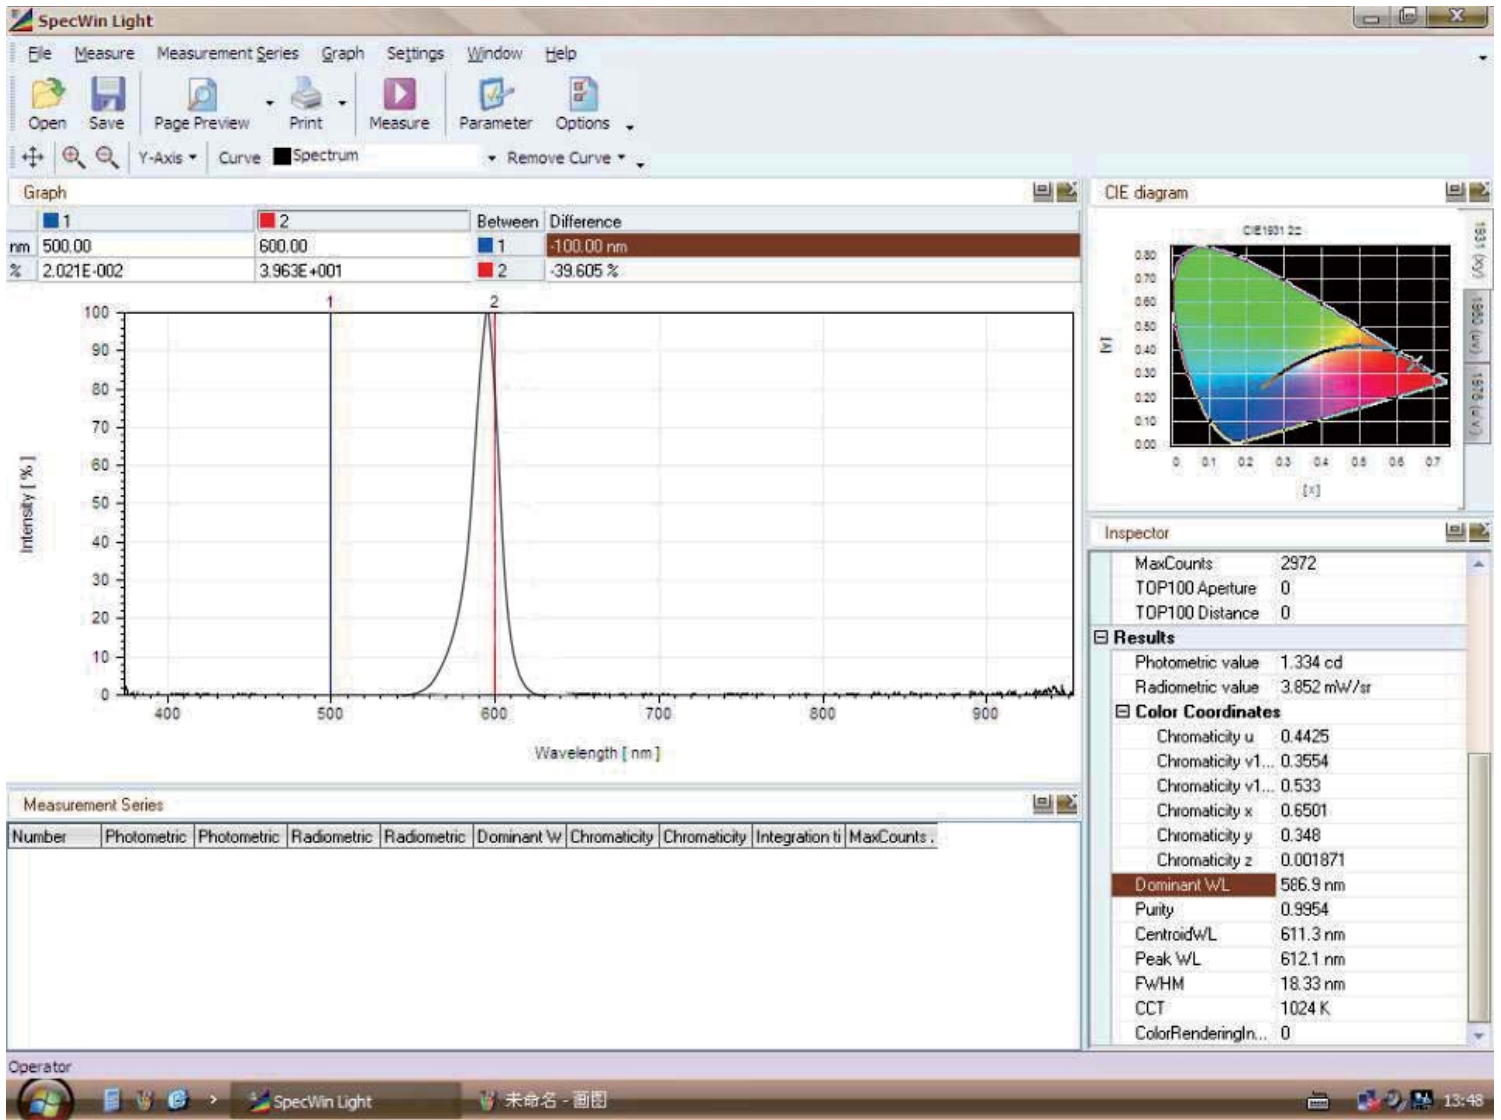 SpecWin Light
File Measure Measurement Series Graph Settings Window Help
Open Save Page Preview Print Measure Parameter Options
Y-Axis Curve Spectrum Remove Curve
Graph
1 2 Between Difference
nm 500.00 600.00 1 -100.00 nm
% 2.021E-002 3.963E+001 2 -39.605 %
1 2
100
90
80
70
60
50
40
30
20
10
0
Intensity [ % ]
400 500 600 700 800 900
Wavelength [ nm ]
Measurement Series
Number Photometric Photometric Radiometric Radiometric Dominant W Chromaticity Chromaticity Integration ti MaxCounts .
CIE diagram
CIE1931 2°
0.80
0.70
0.60
0.50
0.40
0.30
0.20
0.10
0.00
[y]
0 0.1 0.2 0.3 0.4 0.5 0.6 0.7
[x]
1931 (xy)
1960 (uv)
1976 (u'v')
Inspector
MaxCounts 2972
TOP100 Aperture 0
TOP100 Distance 0
Results
Photometric value 1.334 cd
Radiometric value 3.852 mW/sr
Color Coordinates
Chromaticity u 0.4425
Chromaticity v1... 0.3554
Chromaticity v1... 0.533
Chromaticity x 0.6501
Chromaticity y 0.348
Chromaticity z 0.001871
Dominant WL 586.9 nm
Purity 0.9954
CentroidWL 611.3 nm
Peak WL 612.1 nm
FWHM 18.33 nm
CCT 1024 K
ColorRenderingIn... 0
Operator
SpecWin Light 未命名 - 画图 13:48